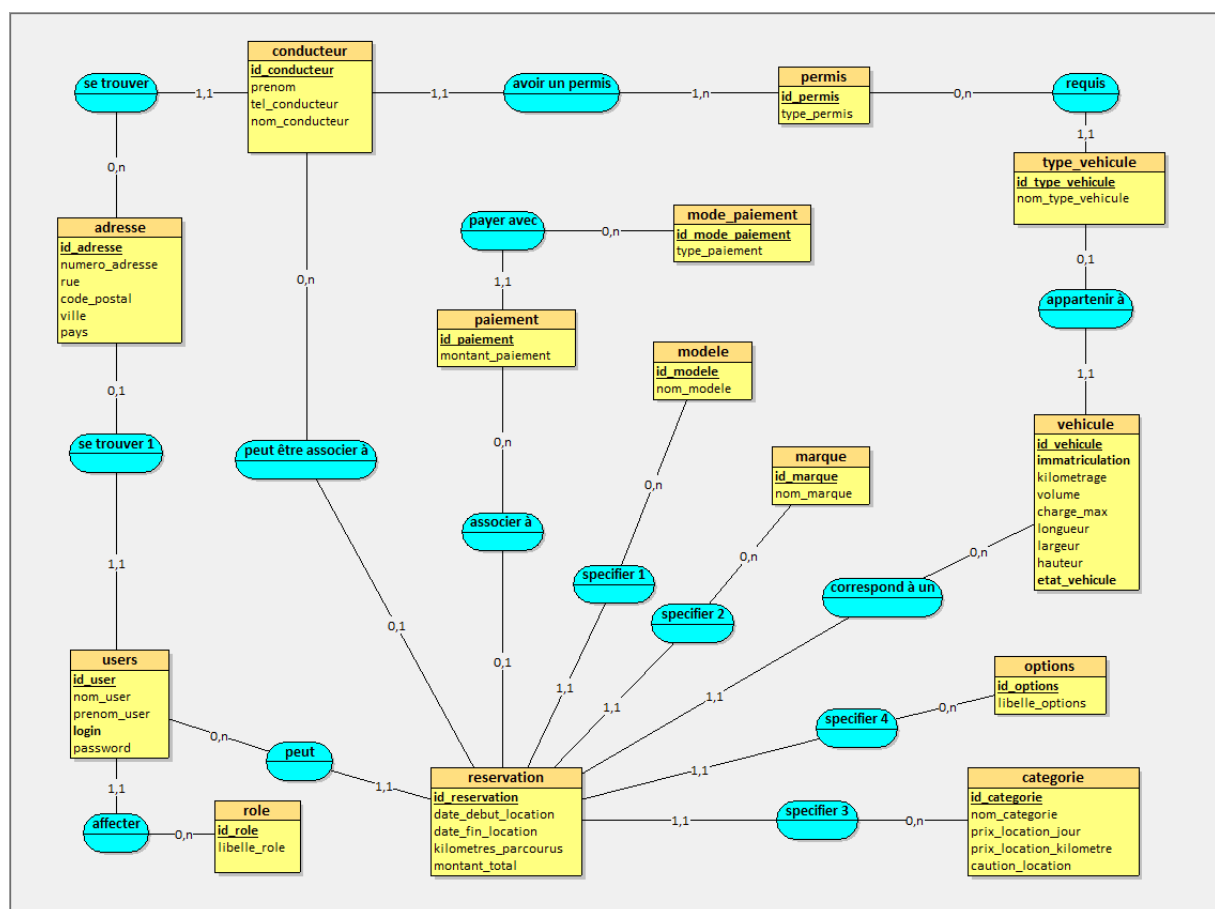 conducteur
id_conducteur
prenom
tel_conducteur
nom_conducteur
se trouver
1,1
1,1
avoir un permis
1,n
permis
id_permis
type_permis
0,n
requis
1,1
type_vehicule
id_type_vehicule
nom_type_vehicule
0,n
adresse
id_adresse
numero_adresse
rue
code_postal
ville
pays
0,n
payer avec
0,n
mode_paiement
id_mode_paiement
type_paiement
0,1
appartenir à
1,1
1,1
paiement
id_paiement
montant_paiement
modele
id_modele
nom_modele
0,1
se trouver 1
1,1
peut être associer à
0,1
0,n
associer à
0,1
0,n
specifier 1
1,1
marque
id_marque
nom_marque
0,n
specifier 2
1,1
vehicule
id_vehicule
immatriculation
kilometrage
volume
charge_max
longueur
largeur
hauteur
etat_vehicule
0,n
correspond à un
1,1
users
id_user
nom_user
prenom_user
login
password
0,n
peut
1,1
options
id_options
libelle_options
0,n
specifier 4
1,1
1,1
affecter
0,n
role
id_role
libelle_role
reservation
id_reservation
date_debut_location
date_fin_location
kilometres_parcourus
montant_total
1,1
specifier 3
0,n
categorie
id_categorie
nom_categorie
prix_location_jour
prix_location_kilometre
caution_location